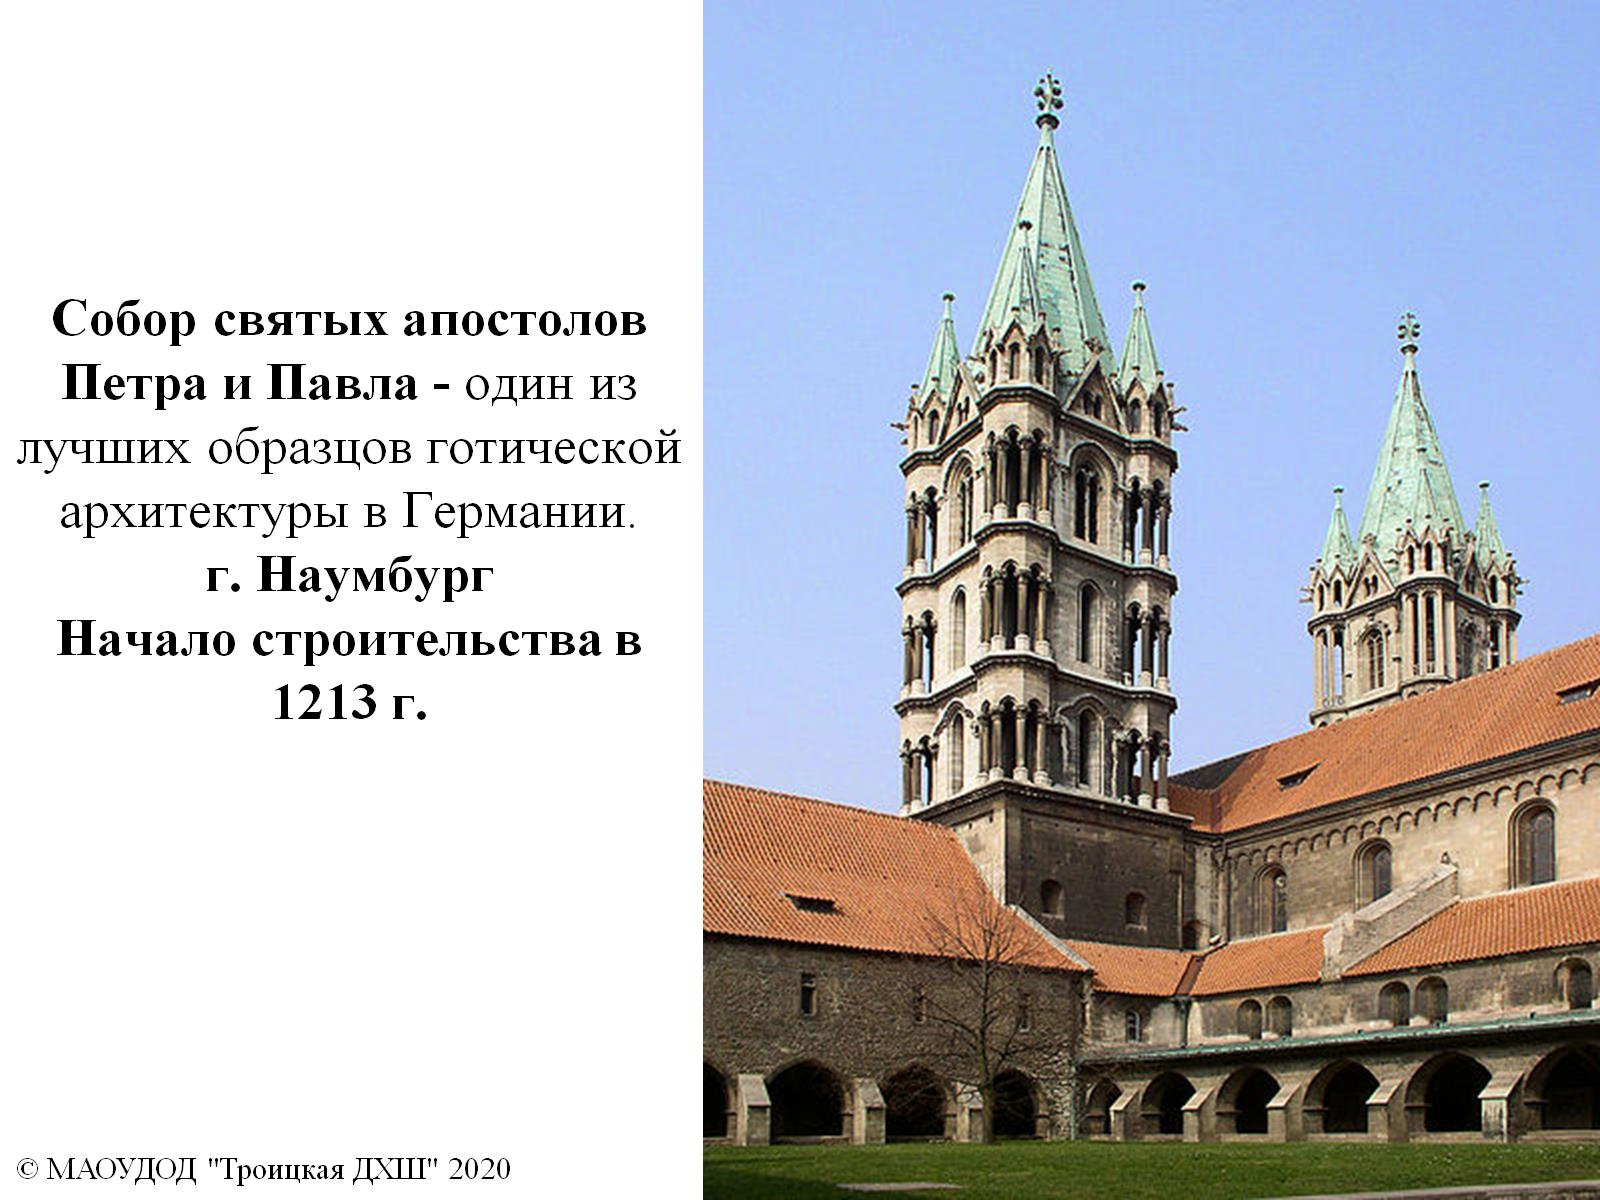 Собор святых апостолов
Петра и Павла - один из
лучших образцов готической
архитектуры в Германии.
г. Наумбург
Начало строительства в
1213 г.
© МАОУДОД "Троицкая ДХШ" 2020